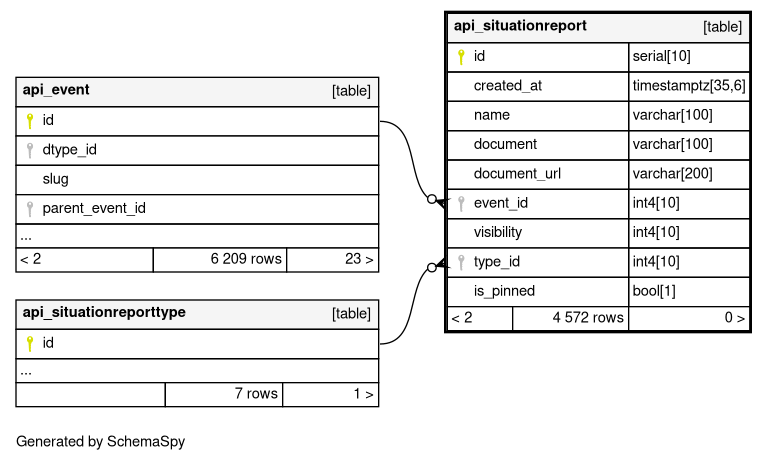 api_situationreport [table]
id serial[10]
created_at timestamptz[35,6]
name varchar[100]
document varchar[100]
document_url varchar[200]
event_id int4[10]
visibility int4[10]
type_id int4[10]
is_pinned bool[1]
< 2 4 572 rows 0 >
api_event [table]
id
dtype_id
slug
parent_event_id
...
< 2 6 209 rows 23 >
api_situationreporttype [table]
id
...
7 rows 1 >
Generated by SchemaSpy